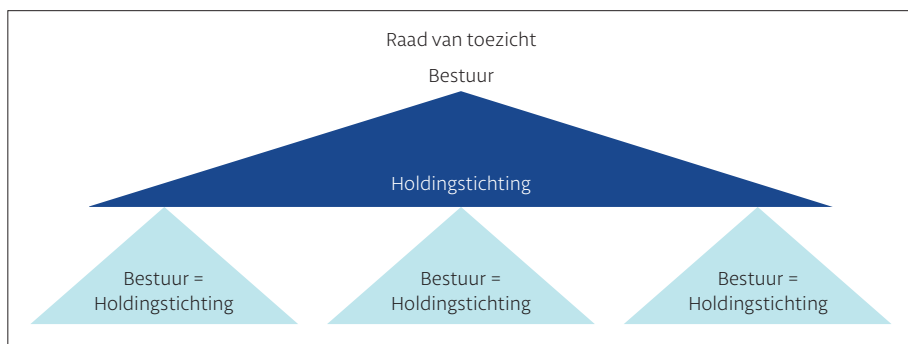 Raad van toezicht
Bestuur
Holdingstichting
Bestuur =
Holdingstichting
Bestuur =
Holdingstichting
Bestuur =
Holdingstichting